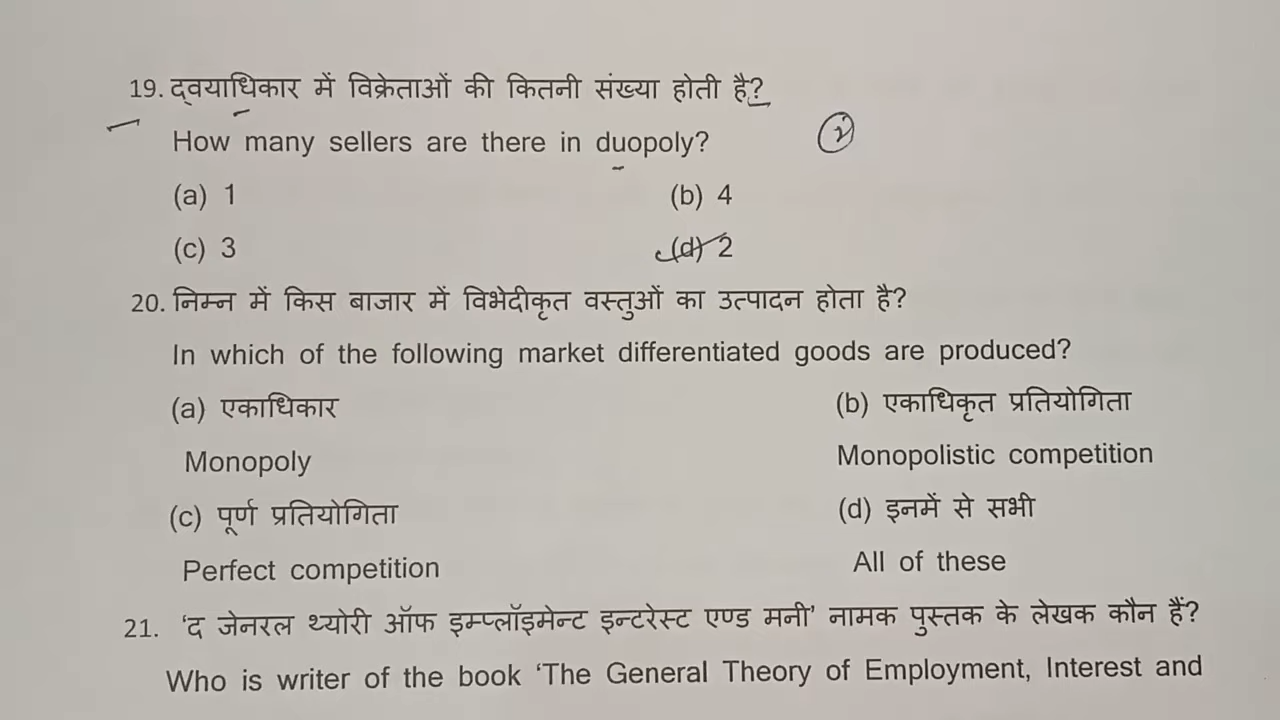 19. द्वयाधिकार में विक्रेताओं की कितनी संख्या होती है?
How many sellers are there in duopoly?
2
(a) 1 (b) 4
(c) 3 (d) 2
20. निम्न में किस बाजार में विभेदीकृत वस्तुओं का उत्पादन होता है?
In which of the following market differentiated goods are produced?
(a) एकाधिकार (b) एकाधिकृत प्रतियोगिता
Monopoly Monopolistic competition
(c) पूर्ण प्रतियोगिता (d) इनमें से सभी
Perfect competition All of these
21. ‘द जेनरल थ्योरी ऑफ इम्प्लॉइमेन्ट इन्टरेस्ट एण्ड मनी’ नामक पुस्तक के लेखक कौन हैं?
Who is writer of the book ‘The General Theory of Employment, Interest and